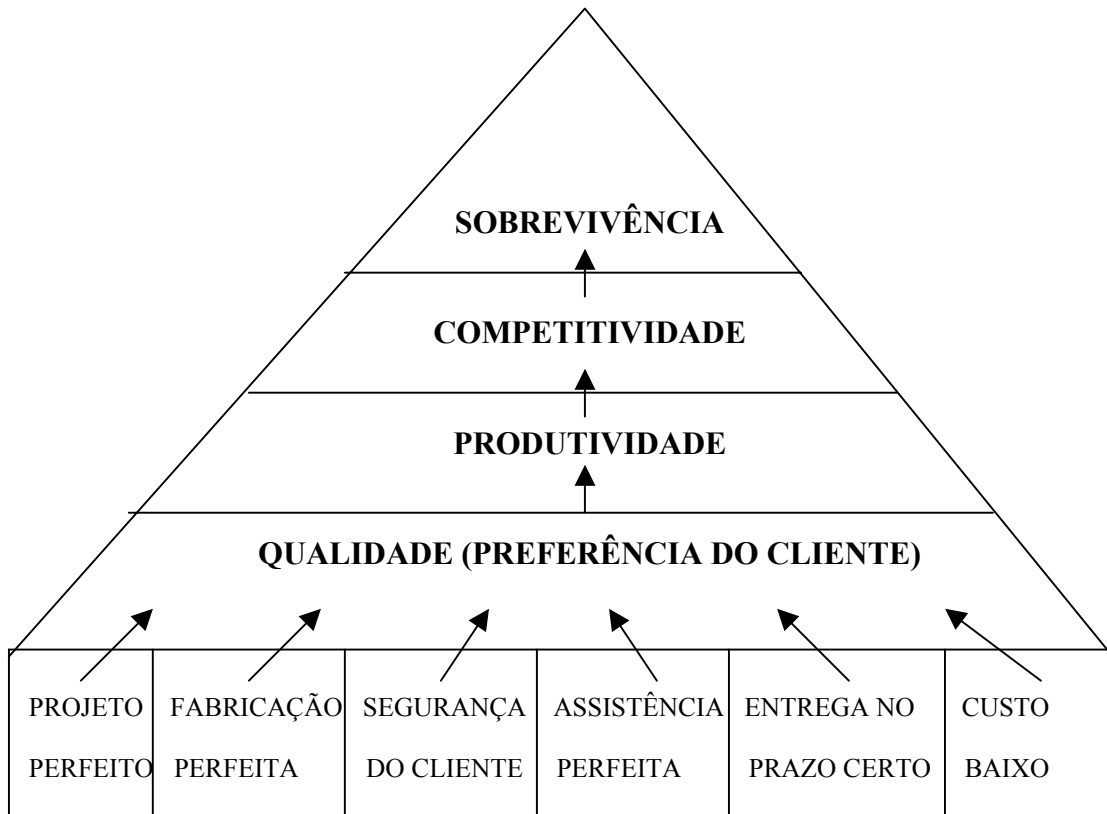 SOBREVIVÊNCIA
COMPETITIVIDADE
PRODUTIVIDADE
QUALIDADE (PREFERÊNCIA DO CLIENTE)
PROJETO
PERFEITO
FABRICAÇÃO
PERFEITA
SEGURANÇA
DO CLIENTE
ASSISTÊNCIA
PERFEITA
ENTREGA NO
PRAZO CERTO
CUSTO
BAIXO